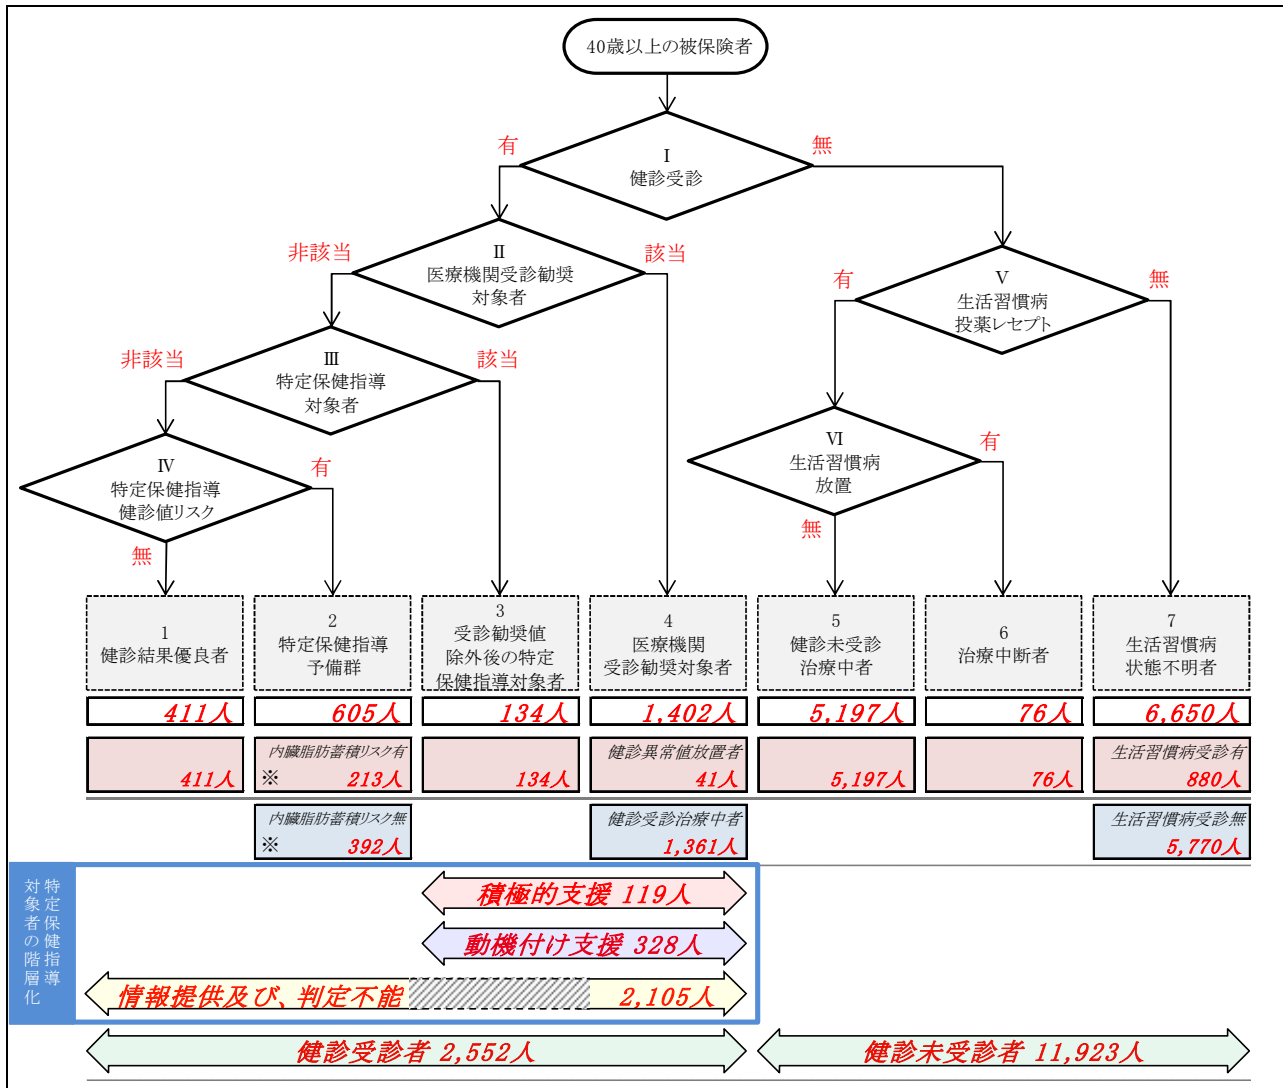 40歳以上の被保険者
有
Ⅰ
健診受診
無
非該当
Ⅱ
医療機関受診勧奨
対象者
該当
有
Ⅴ
生活習慣病
投薬レセプト
無
非該当
Ⅲ
特定保健指導
対象者
該当
Ⅳ
特定保健指導
健診値リスク
有
無
Ⅵ
生活習慣病
放置
有
無
1
健診結果優良者
2
特定保健指導
予備群
3
受診勧奨値
除外後の特定
保健指導対象者
4
医療機関
受診勧奨対象者
5
健診未受診
治療中者
6
治療中断者
7
生活習慣病
状態不明者
411人
605人
134人
1,402人
5,197人
76人
6,650人
411人
内臓脂肪蓄積リスク有
※ 213人
134人
健診異常値放置者
41人
5,197人
76人
生活習慣病受診有
880人
内臓脂肪蓄積リスク無
※ 392人
健診受診治療中者
1,361人
生活習慣病受診無
5,770人
特定保健指導
対象者の階層化
積極的支援 119人
動機付け支援 328人
情報提供及び、判定不能 2,105人
健診受診者 2,552人
健診未受診者 11,923人